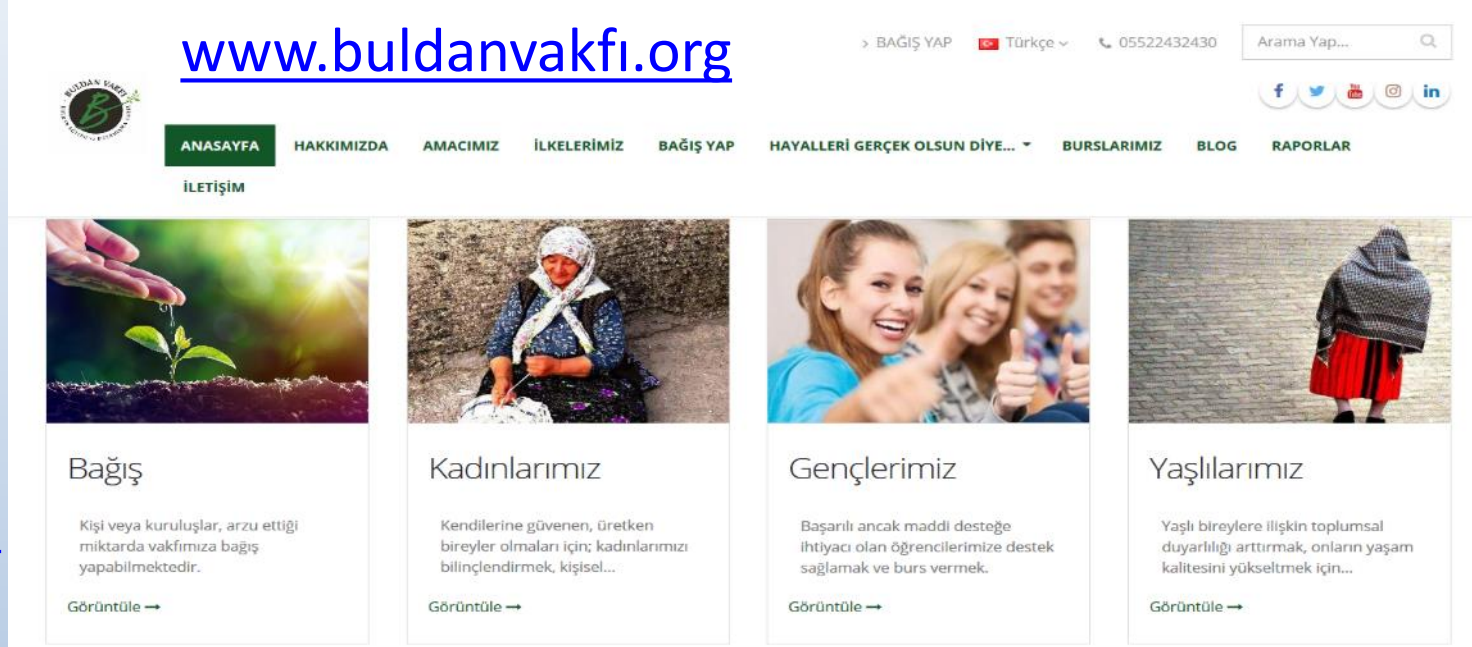 www.buldanvakfı.org
> BAĞIŞ YAP Türkçe 05522432430 Arama Yap...
BULDAN VAKFI
B
ANASAYFA HAKKIMIZDA AMACIMIZ İLKELERİMİZ BAĞIŞ YAP HAYALLERİ GERÇEK OLSUN DİYE... BURSLARIMIZ BLOG RAPORLAR
İLETİŞİM
Bağış
Kişi veya kuruluşlar, arzu ettiği
miktarda vakfımıza bağış
yapabilmektedir.
Görüntüle →
Kadınlarımız
Kendilerine güvenen, üretken
bireyler olmaları için; kadınlarımızı
bilinçlendirmek, kişisel...
Görüntüle →
Gençlerimiz
Başarılı ancak maddi desteğe
ihtiyacı olan öğrencilerimize destek
sağlamak ve burs vermek.
Görüntüle →
Yaşlılarımız
Yaşlı bireylere ilişkin toplumsal
duyarlılığı arttırmak, onların yaşam
kalitesini yükseltmek için...
Görüntüle →